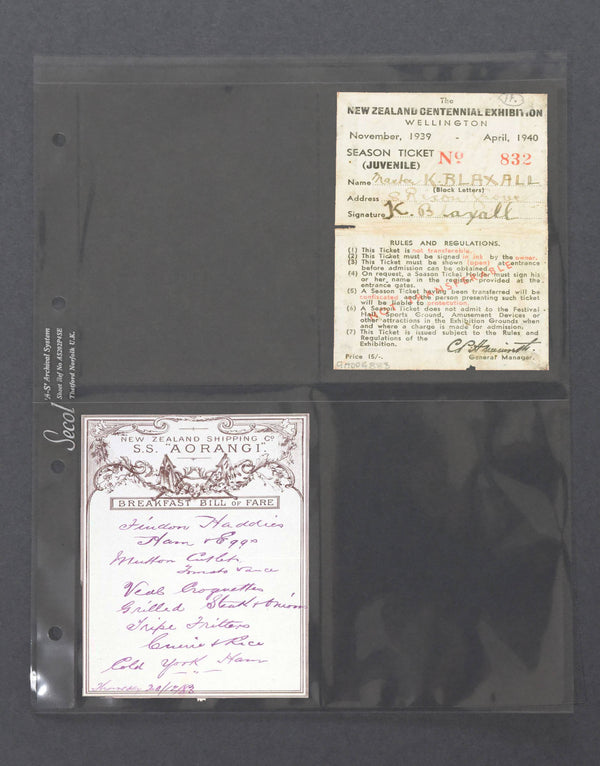 The
NEW ZEALAND CENTENNIAL EXHIBITION
WELLINGTON
November, 1939 - April, 1940
SEASON TICKET
(JUVENILE)
No 832
Name Master K. BLAXALL
(Block Letters)
Address
Signature K. Blaxall
RULES AND REGULATIONS.
(1) This Ticket is not transferable.
(2) This Ticket must be signed in ink by the owner.
(3) This Ticket must be shown (open) at entrance
before admission can be obtained.
(4) On request, a Season Ticket holder must sign his
or her name in the register provided at the
entrance gates.
(5) A Season Ticket having been transferred will be
confiscated and the person presenting such ticket
will be liable to prosecution.
(6) A Season Ticket does not admit to the Festival
Hall, Sports Ground, Amusement Devices or
other attractions in the Exhibition Grounds when
and where a charge is made for admission.
(7) This Ticket is issued subject to the Rules and
Regulations of the
Exhibition.
NOT TRANSFERABLE
Price 15/-.
General Manager.
GH006883
Secol
'A-S' Archival System
Sheet Ref No AS202P4SE
Thetford Norfolk U.K.
NEW ZEALAND SHIPPING Co
S.S. "AORANGI"
BREAKFAST BILL OF FARE
Findon Haddies
Ham & Eggs
Mutton Cutlets
Tomato Sauce
Veal Croquettes
Grilled Steak & Onions
Tripe Fritters
Currie & Rice
Cold York Ham